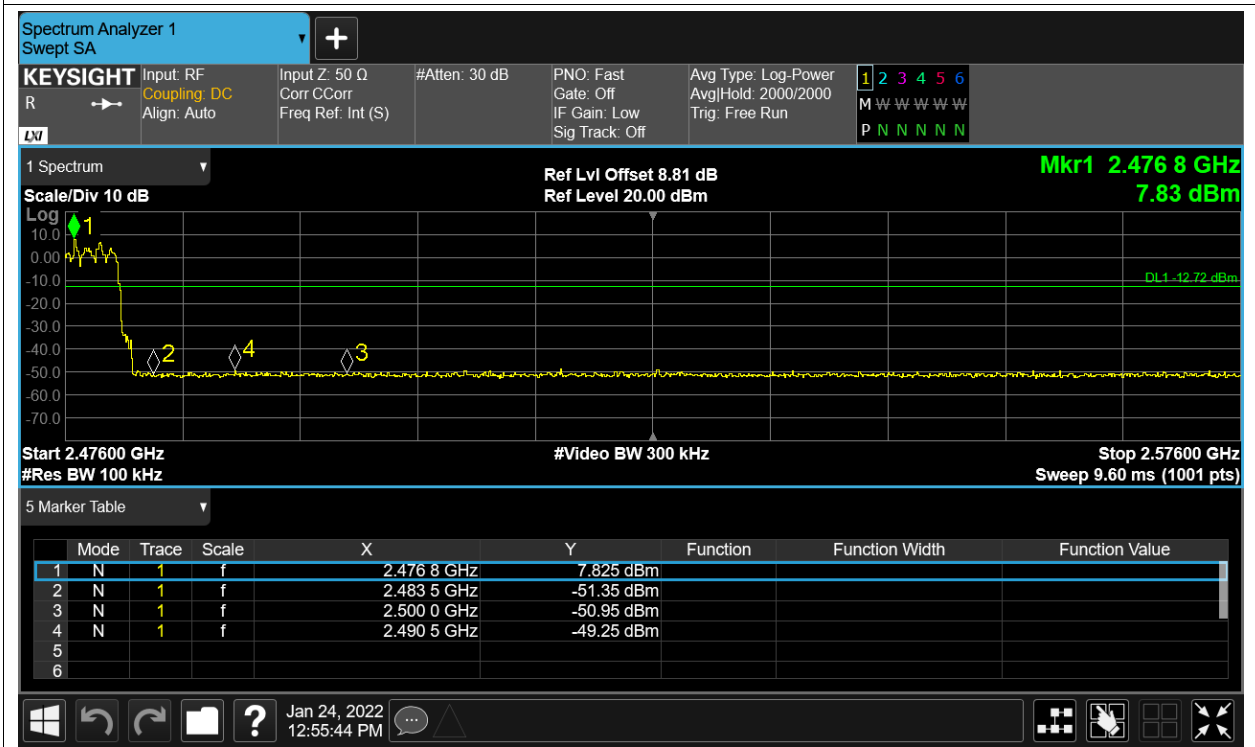 Spectrum Analyzer 1
Swept SA
KEYSIGHT Input: RF Input Z: 50 Ω #Atten: 30 dB PNO: Fast Avg Type: Log-Power 1 2 3 4 5 6
R Coupling: DC Corr CCorr Gate: Off Avg|Hold: 2000/2000 M W W W W W W
Align: Auto Freq Ref: Int (S) IF Gain: Low Trig: Free Run
LXI Sig Track: Off P N N N N N
1 Spectrum Ref Lvl Offset 8.81 dB Mkr1 2.476 8 GHz
Scale/Div 10 dB Ref Level 20.00 dBm 7.83 dBm
Log
1
10.0
0.00
-10.0 DL1 -12.72 dBm
-20.0
-30.0
-40.0
2 4 3
-50.0
-60.0
-70.0
Start 2.47600 GHz #Video BW 300 kHz Stop 2.57600 GHz
#Res BW 100 kHz Sweep 9.60 ms (1001 pts)
5 Marker Table
Mode Trace Scale X Y Function Function Width Function Value
1 N 1 f 2.476 8 GHz 7.825 dBm
2 N 1 f 2.483 5 GHz -51.35 dBm
3 N 1 f 2.500 0 GHz -50.95 dBm
4 N 1 f 2.490 5 GHz -49.25 dBm
5
6
? Jan 24, 2022
12:55:44 PM